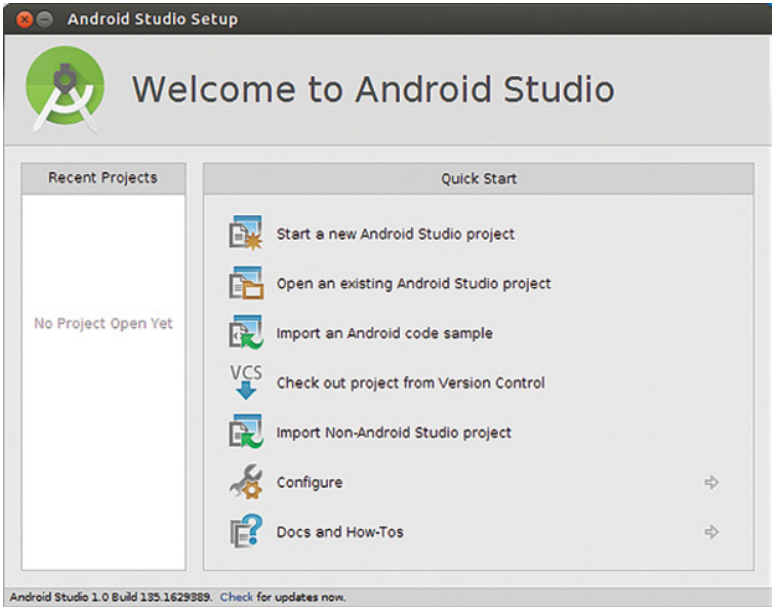 Android Studio Setup
Welcome to Android Studio
Recent Projects
No Project Open Yet
Quick Start
Start a new Android Studio project
Open an existing Android Studio project
Import an Android code sample
VCS
Check out project from Version Control
Import Non-Android Studio project
Configure
Docs and How-Tos
Android Studio 1.0 Build 135.1629389. Check for updates now.